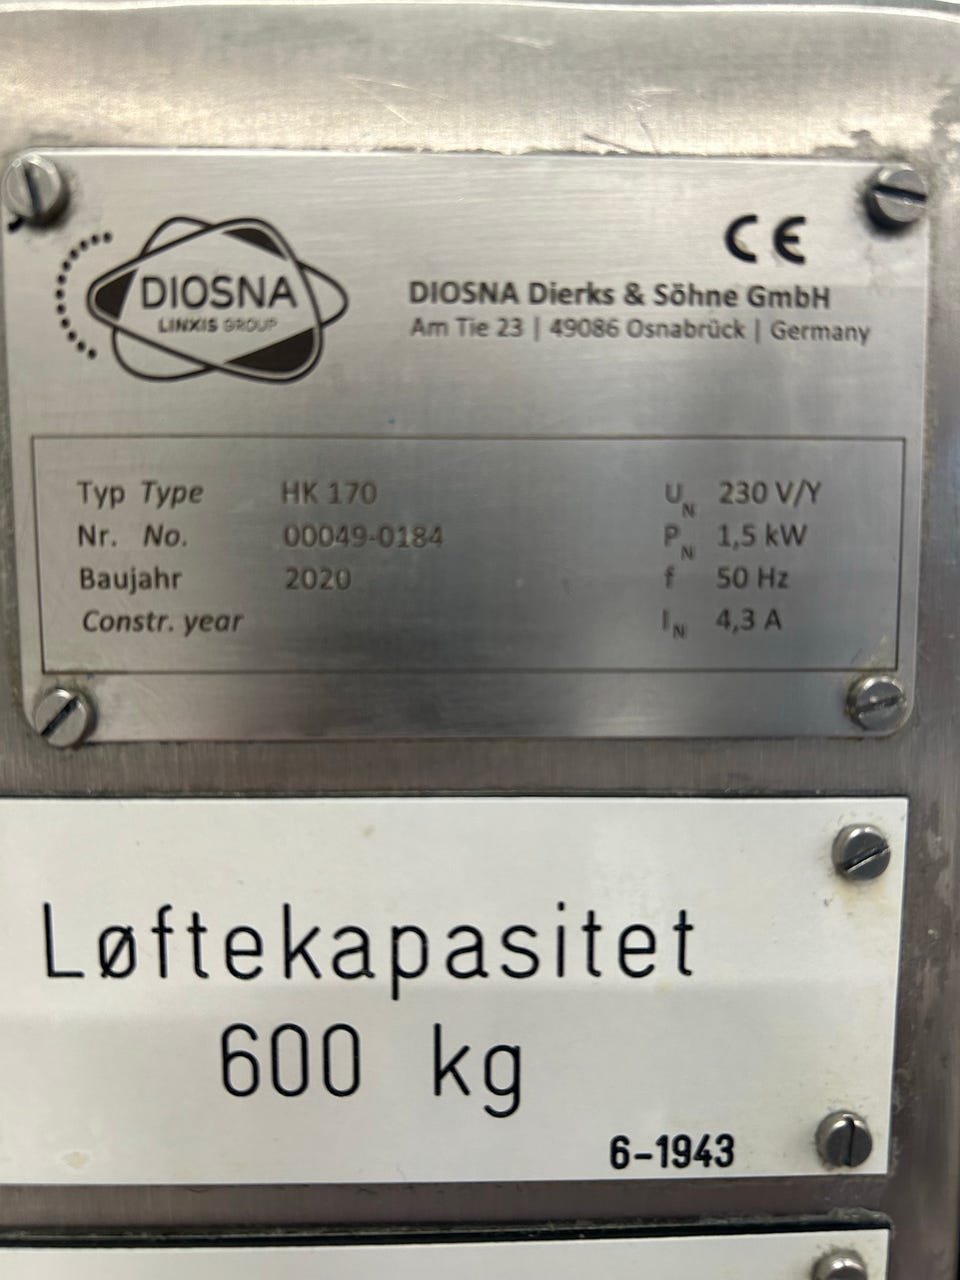 DIOSNA
LINXIS GROUP
CE
DIOSNA Dierks & Söhne GmbH
Am Tie 23 | 49086 Osnabrück | Germany
Typ Type HK 170
Nr. No. 00049-0184
Baujahr 2020
Constr. year
UN 230 V/Y
PN 1,5 kW
f 50 Hz
IN 4,3 A
Løftekapasitet
600 kg
6-1943